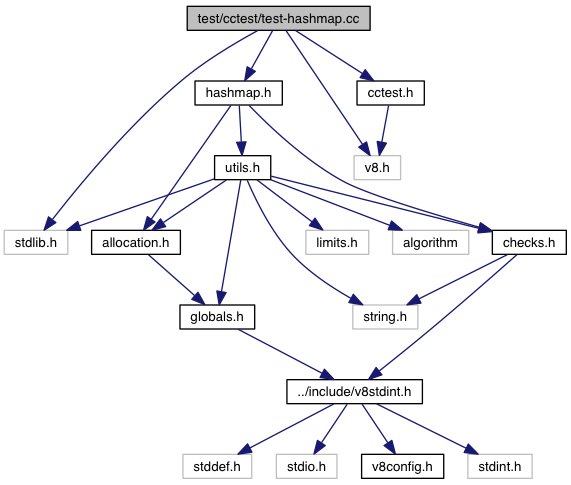 test/cctest/test-hashmap.cc
hashmap.h
cctest.h
utils.h
v8.h
stdlib.h
allocation.h
limits.h
algorithm
checks.h
globals.h
string.h
../include/v8stdint.h
stddef.h
stdio.h
v8config.h
stdint.h